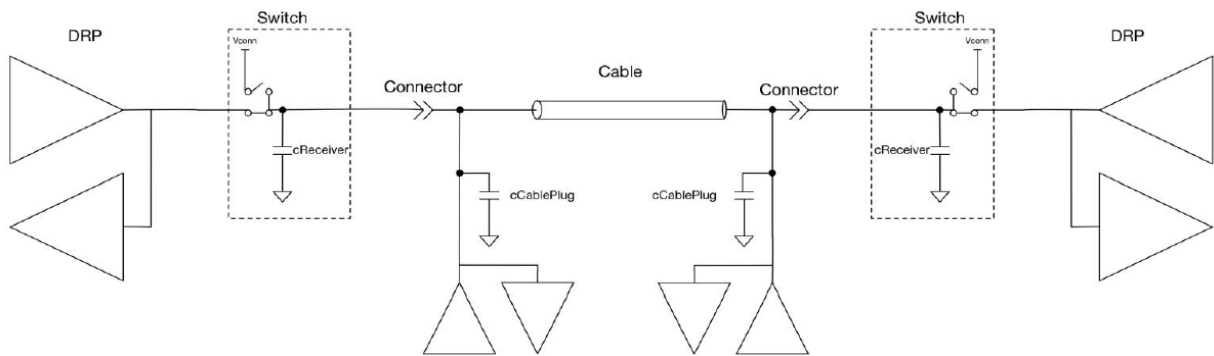 Switch
Switch
DRP
DRP
Vconn
Vconn
Cable
Connector
Connector
cReceiver
cReceiver
cCablePlug
cCablePlug